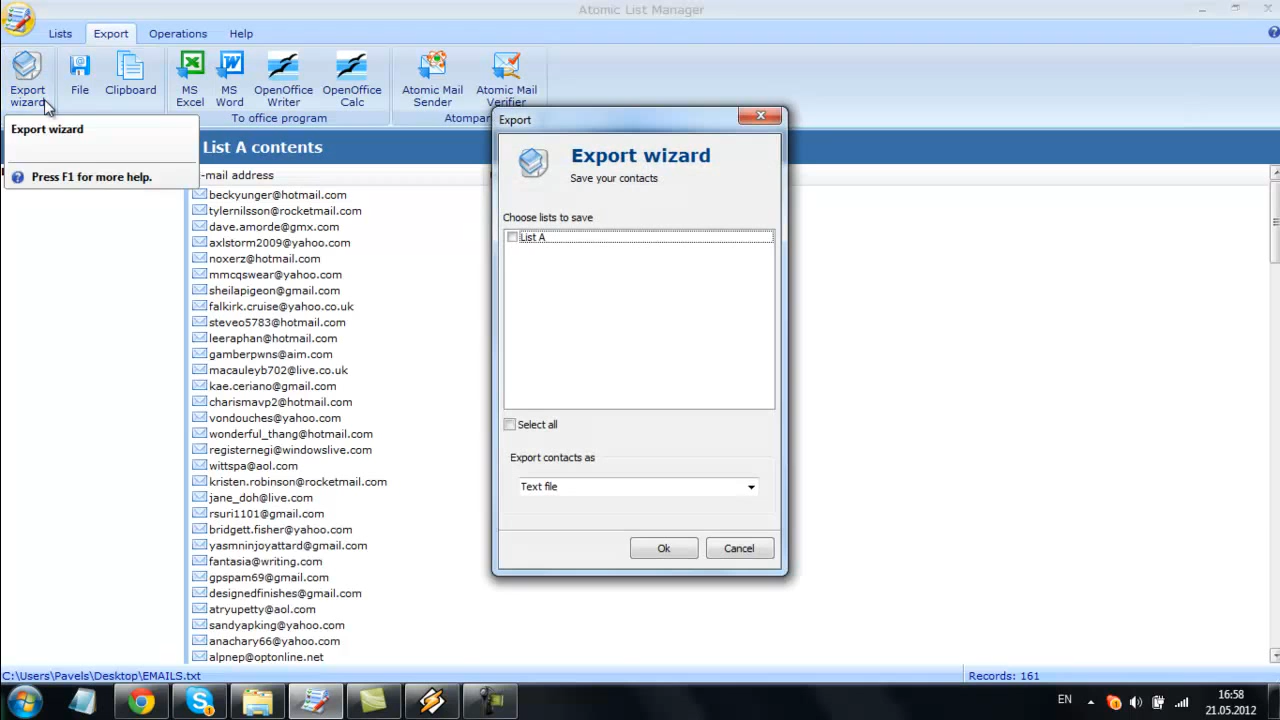 Atomic List Manager
Lists
Export
Operations
Help
Export
wizard
File
Clipboard
MS
Excel
MS
Word
OpenOffice
Writer
OpenOffice
Calc
To office program
Atomic Mail
Sender
Atomic Mail
Verifier
Atompar
Export wizard
Press F1 for more help.
List A contents
-mail address
beckyunger@hotmail.com
tylernilsson@rocketmail.com
dave.amorde@gmx.com
axlstorm2009@yahoo.com
noxerz@hotmail.com
mmcqswear@yahoo.com
sheilapigeon@gmail.com
falkirk.cruise@yahoo.co.uk
steveo5783@hotmail.com
leeraphan@hotmail.com
gamberpwns@aim.com
macauleyb702@live.co.uk
kae.ceriano@gmail.com
charismavp2@hotmail.com
vondouches@yahoo.com
wonderful_thang@hotmail.com
registernegi@windowslive.com
wittspa@aol.com
kristen.robinson@rocketmail.com
jane_doh@live.com
rsuri1101@gmail.com
bridgett.fisher@yahoo.com
yasmninjoyattard@gmail.com
fantasia@writing.com
gpspam69@gmail.com
designedfinishes@gmail.com
atryupetty@aol.com
sandyapking@yahoo.com
anachary66@yahoo.com
alpnep@optonline.net
Export
Export wizard
Save your contacts
Choose lists to save
List A
Select all
Export contacts as
Text file
Ok
Cancel
C:\Users\Pavels\Desktop\EMAILS.txt
Records: 161
EN
16:58
21.05.2012